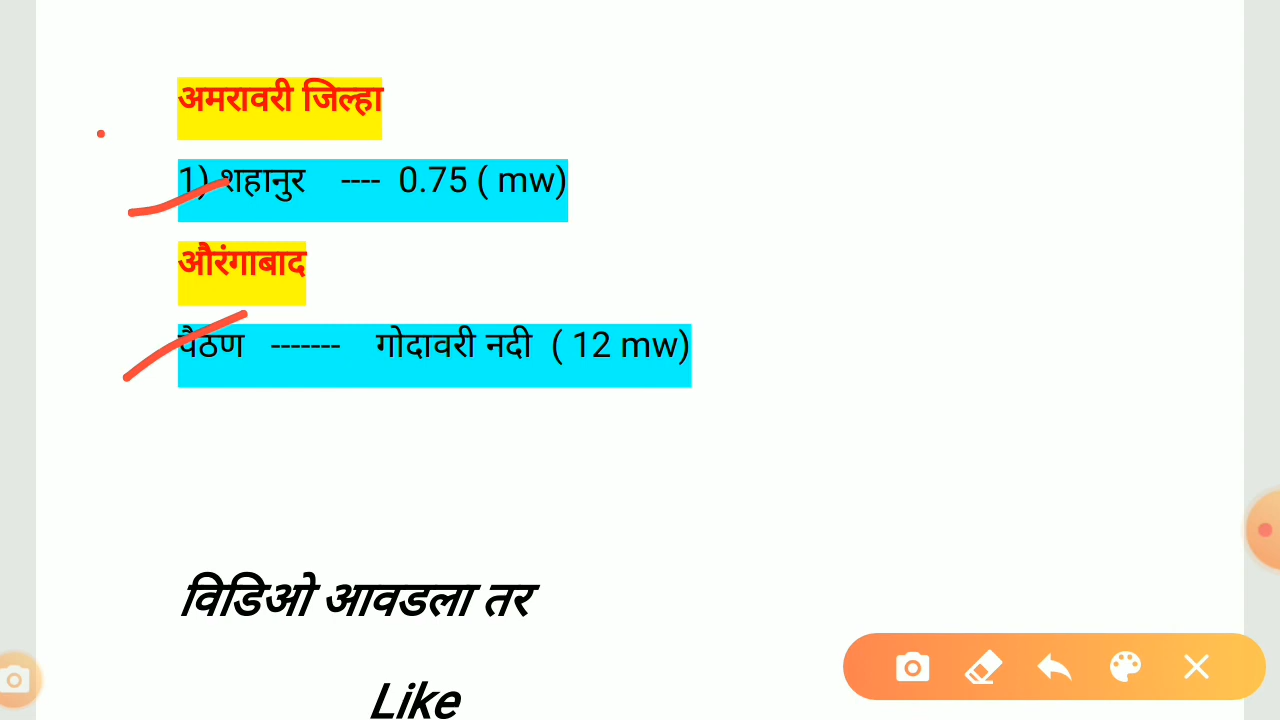 अमरावरी जिल्हा
1) शहानुर ---- 0.75 ( mw)
औरंगाबाद
पैठण ------- गोदावरी नदी ( 12 mw)
विडिओ आवडला तर
Like